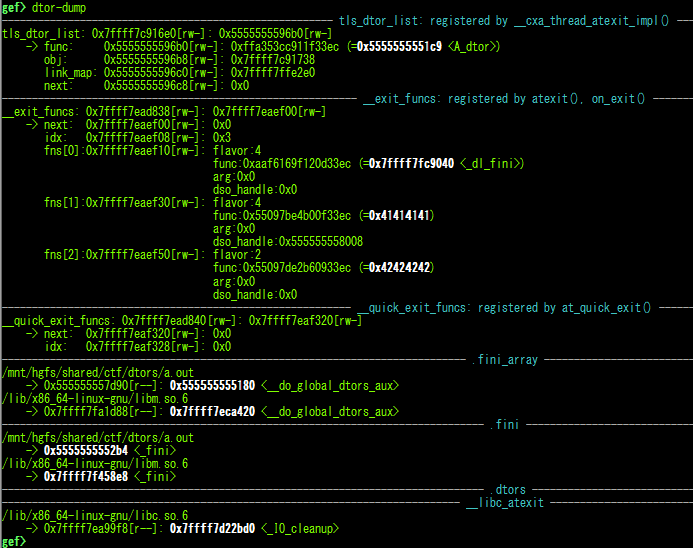 gef> dtor-dump
tls_dtor_list: registered by __cxa_thread_atexit_impl()
tls_dtor_list: 0x7ffff7c916e0[rw-]: 0x5555555596b0[rw-]
-> func: 0x5555555596b0[rw-]: 0xffa353cc911f33ec (=0x5555555551c9 <A_dtor>)
obj: 0x5555555596b8[rw-]: 0x7ffff7c91738
link_map: 0x5555555596c0[rw-]: 0x7ffff7ffe2e0
next: 0x5555555596c8[rw-]: 0x0
__exit_funcs: registered by atexit(), on_exit()
__exit_funcs: 0x7ffff7ead838[rw-]: 0x7ffff7eaef00[rw-]
-> next: 0x7ffff7eaef00[rw-]: 0x0
idx: 0x7ffff7eaef08[rw-]: 0x3
fns[0]:0x7ffff7eaef10[rw-]: flavor:4
func:0xaaf6169f120d33ec (=0x7ffff7fc9040 <_dl_fini>)
arg:0x0
dso_handle:0x0
fns[1]:0x7ffff7eaef30[rw-]: flavor:4
func:0x55097be4b00f33ec (=0x41414141)
arg:0x0
dso_handle:0x555555558008
fns[2]:0x7ffff7eaef50[rw-]: flavor:2
func:0x55097de2b60933ec (=0x42424242)
arg:0x0
dso_handle:0x0
__quick_exit_funcs: registered by at_quick_exit()
__quick_exit_funcs: 0x7ffff7ead840[rw-]: 0x7ffff7eaf320[rw-]
-> next: 0x7ffff7eaf320[rw-]: 0x0
idx: 0x7ffff7eaf328[rw-]: 0x0
.fini_array
/mnt/hgfs/shared/ctf/dtors/a.out
-> 0x555555557d90[r--]: 0x555555555180 <__do_global_dtors_aux>
/lib/x86_64-linux-gnu/libm.so.6
-> 0x7ffff7fa1d88[r--]: 0x7ffff7eca420 <__do_global_dtors_aux>
.fini
/mnt/hgfs/shared/ctf/dtors/a.out
-> 0x5555555552b4 <_fini>
/lib/x86_64-linux-gnu/libm.so.6
-> 0x7ffff7f458e8 <_fini>
.dtors
__libc_atexit
/lib/x86_64-linux-gnu/libc.so.6
-> 0x7ffff7ea99f8[r--]: 0x7ffff7d22bd0 <_IO_cleanup>
gef>